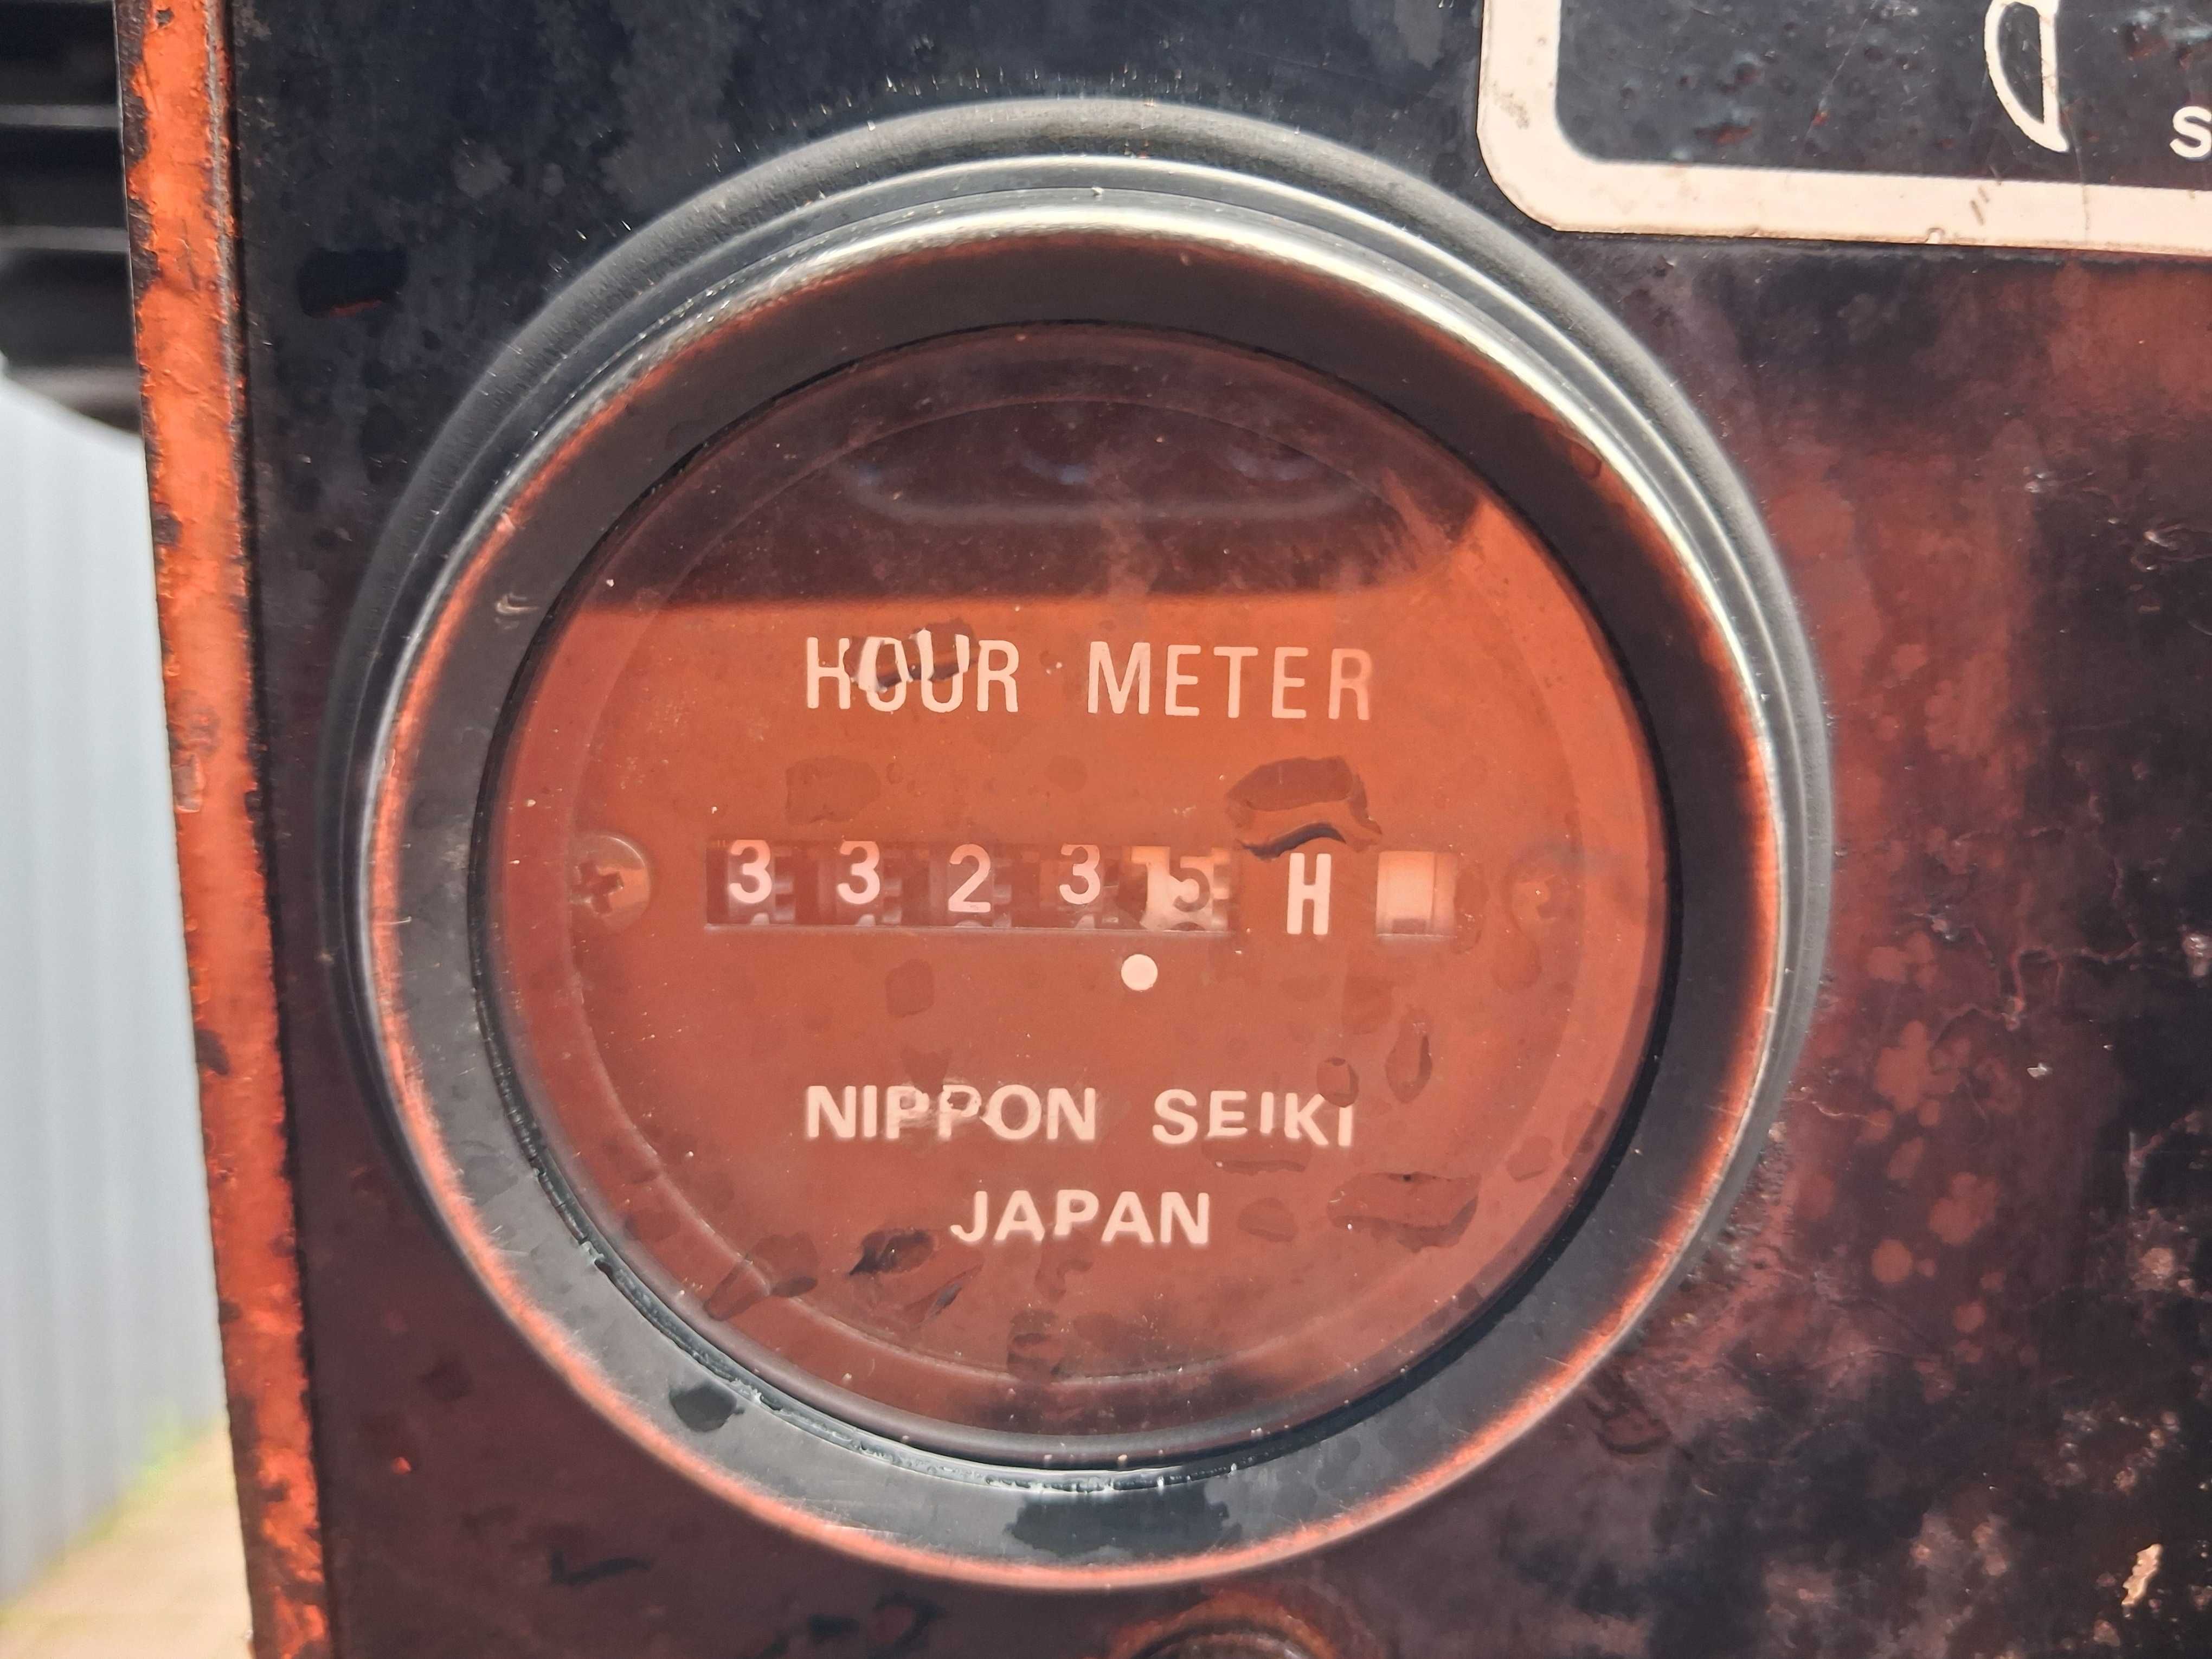 S
HOUR METER
33235 H
NIPPON SEIKI
JAPAN